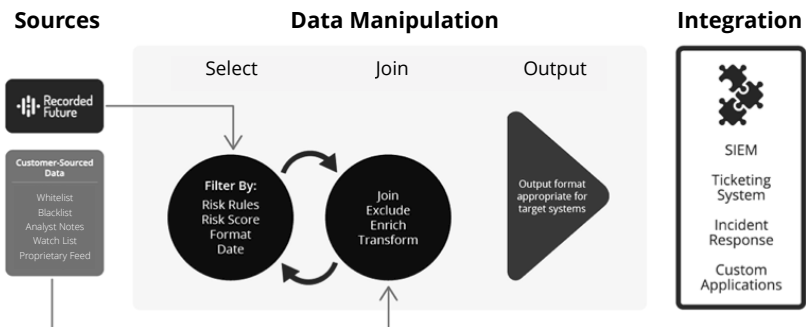 Sources
Data Manipulation
Integration
Select
Join
Output
Recorded
Future
Customer-Sourced
Data
Whitelist
Blacklist
Analyst Notes
Watch List
Proprietary Feed
Filter By:
Risk Rules
Risk Score
Format
Date
Join
Exclude
Enrich
Transform
Output format
appropriate for
target systems
SIEM
Ticketing
System
Incident
Response
Custom
Applications